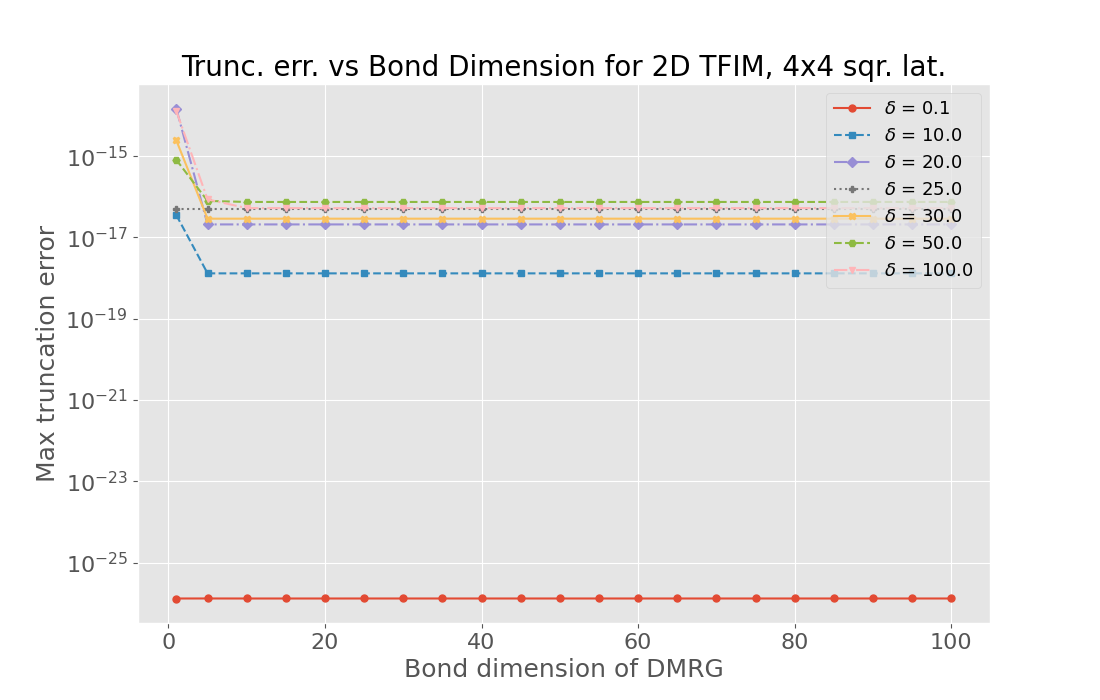 Trunc. err. vs Bond Dimension for 2D TFIM, 4x4 sqr. lat.
δ = 0.1
δ = 10.0
δ = 20.0
δ = 25.0
δ = 30.0
δ = 50.0
δ = 100.0
Max truncation error
10⁻¹⁵
10⁻¹⁷
10⁻¹⁹
10⁻²¹
10⁻²³
10⁻²⁵
0 20 40 60 80 100
Bond dimension of DMRG